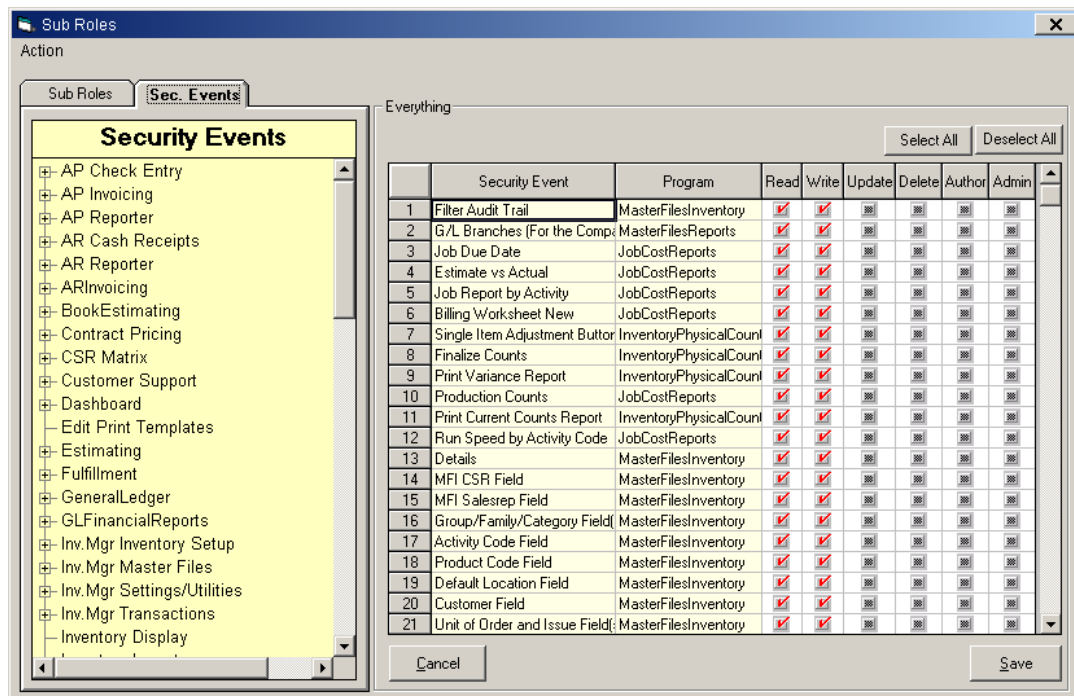 Sub Roles
Action
Sub Roles
Sec. Events
Security Events
AP Check Entry
AP Invoicing
AP Reporter
AR Cash Receipts
AR Reporter
ARInvoicing
BookEstimating
Contract Pricing
CSR Matrix
Customer Support
Dashboard
Edit Print Templates
Estimating
Fulfillment
GeneralLedger
GLFinancialReports
Inv.Mgr Inventory Setup
Inv.Mgr Master Files
Inv.Mgr Settings/Utilities
Inv.Mgr Transactions
Inventory Display
Everything
Select All Deselect All
Security Event Program Read Write Update Delete Author Admin
1 Filter Audit Trail MasterFilesInventory
2 G/L Branches (For the Compa MasterFilesReports
3 Job Due Date JobCostReports
4 Estimate vs Actual JobCostReports
5 Job Report by Activity JobCostReports
6 Billing Worksheet New JobCostReports
7 Single Item Adjustment Button InventoryPhysicalCount
8 Finalize Counts InventoryPhysicalCount
9 Print Variance Report InventoryPhysicalCount
10 Production Counts JobCostReports
11 Print Current Counts Report InventoryPhysicalCount
12 Run Speed by Activity Code JobCostReports
13 Details MasterFilesInventory
14 MFI CSR Field MasterFilesInventory
15 MFI Salesrep Field MasterFilesInventory
16 Group/Family/Category Field( MasterFilesInventory
17 Activity Code Field MasterFilesInventory
18 Product Code Field MasterFilesInventory
19 Default Location Field MasterFilesInventory
20 Customer Field MasterFilesInventory
21 Unit of Order and Issue Field(s MasterFilesInventory
Cancel Save